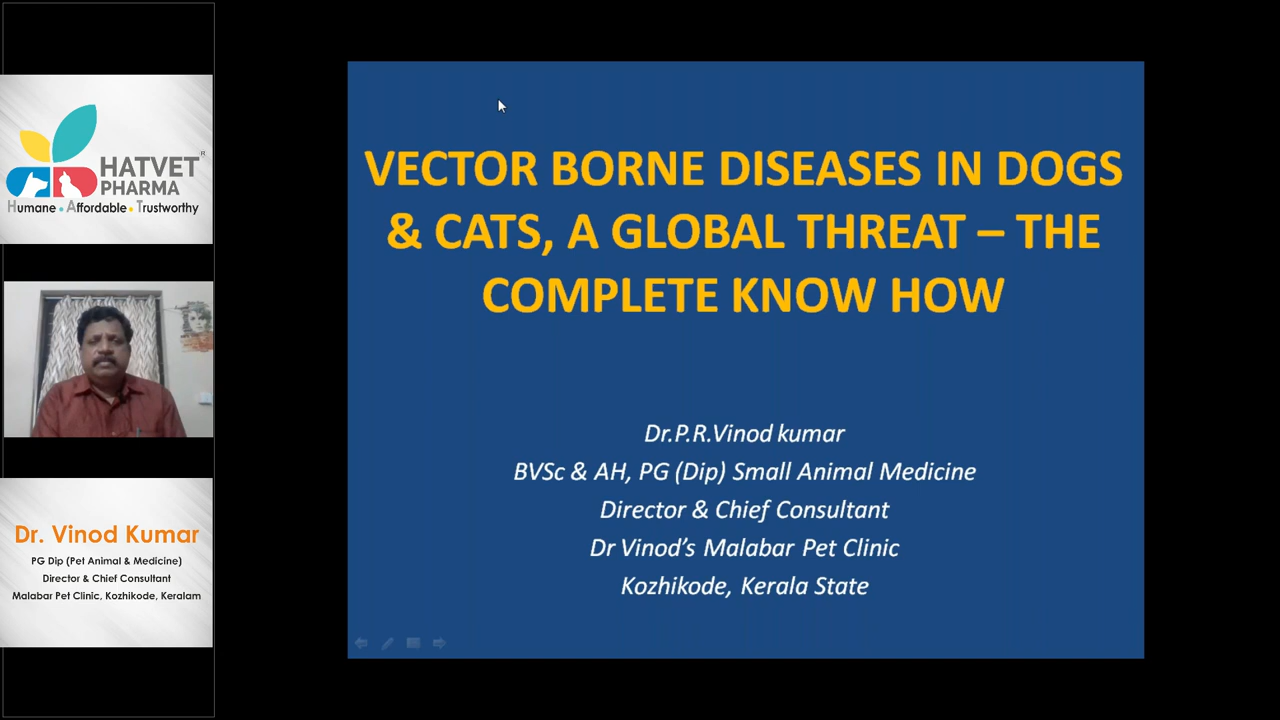 HATVET®
PHARMA
Humane • Affordable • Trustworthy
Dr. Vinod Kumar
PG Dip (Pet Animal & Medicine)
Director & Chief Consultant
Malabar Pet Clinic, Kozhikode, Keralam
VECTOR BORNE DISEASES IN DOGS
& CATS, A GLOBAL THREAT – THE
COMPLETE KNOW HOW
Dr.P.R.Vinod kumar
BVSc & AH, PG (Dip) Small Animal Medicine
Director & Chief Consultant
Dr Vinod’s Malabar Pet Clinic
Kozhikode, Kerala State